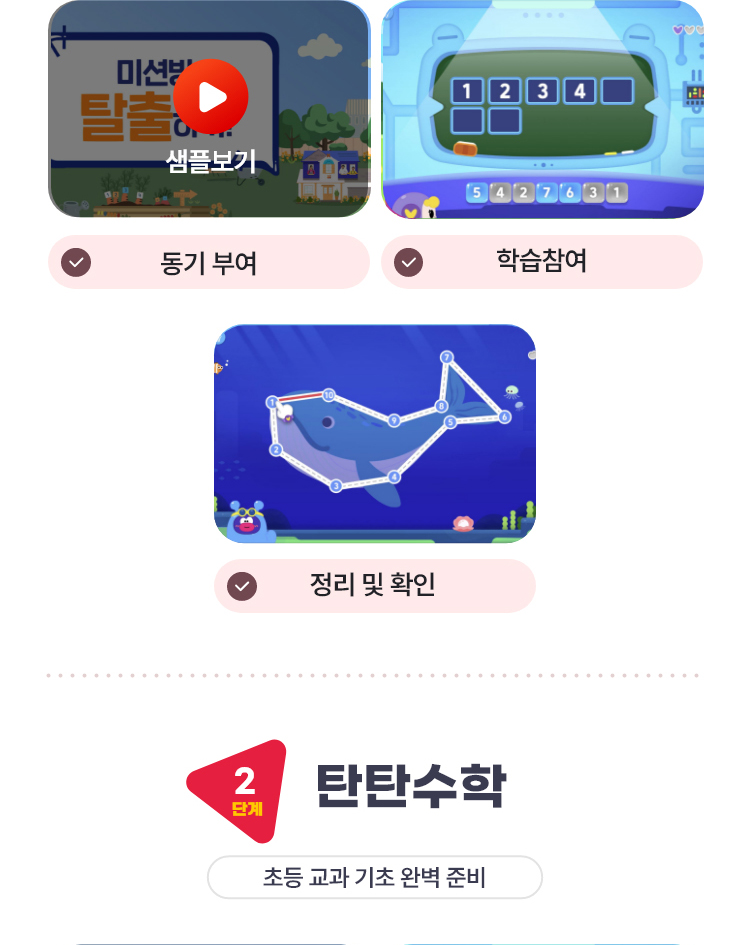 미션방
탈출하기!
샘플보기
1 2 3 4
5 4 2 7 6 3 1
동기 부여
학습참여
7
1 10
8
9 5 6
2
3 4
정리 및 확인
2
단계
탄탄수학
초등 교과 기초 완벽 준비